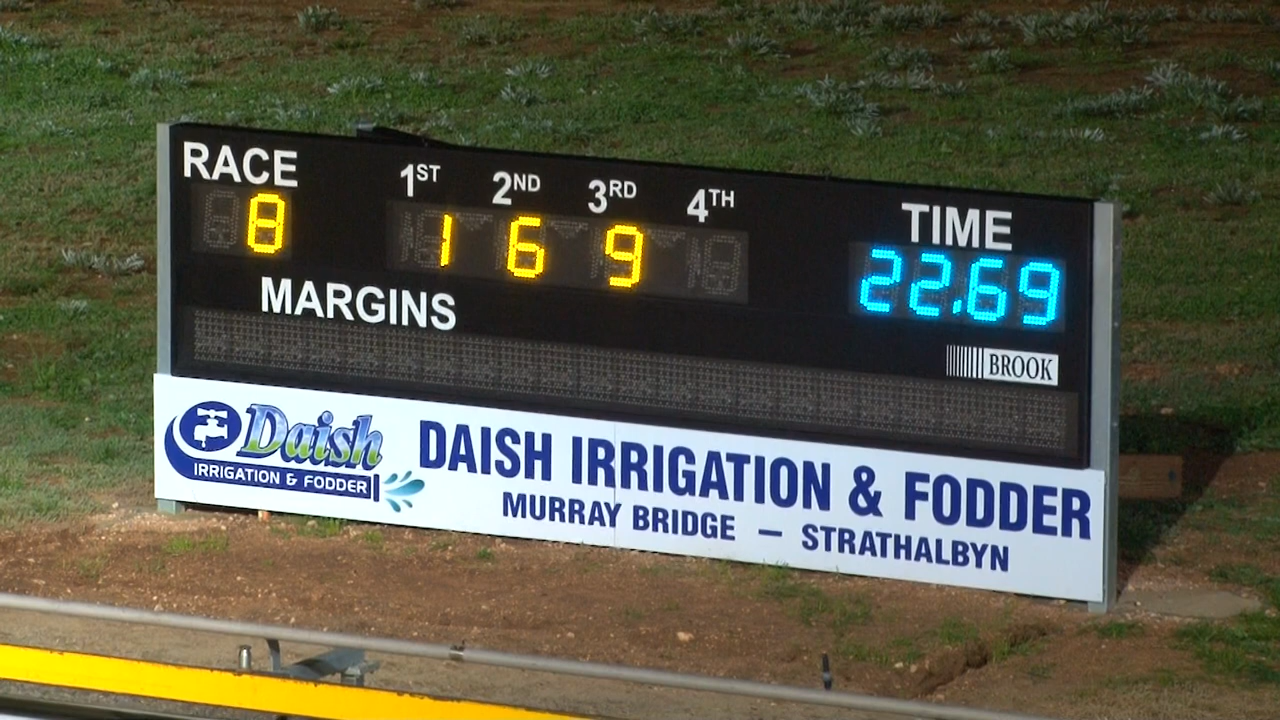 RACE 1ST 2ND 3RD 4TH TIME
8 1 6 9 22.69
MARGINS
BROOK
Daish
IRRIGATION & FODDER
DAISH IRRIGATION & FODDER
MURRAY BRIDGE — STRATHALBYN